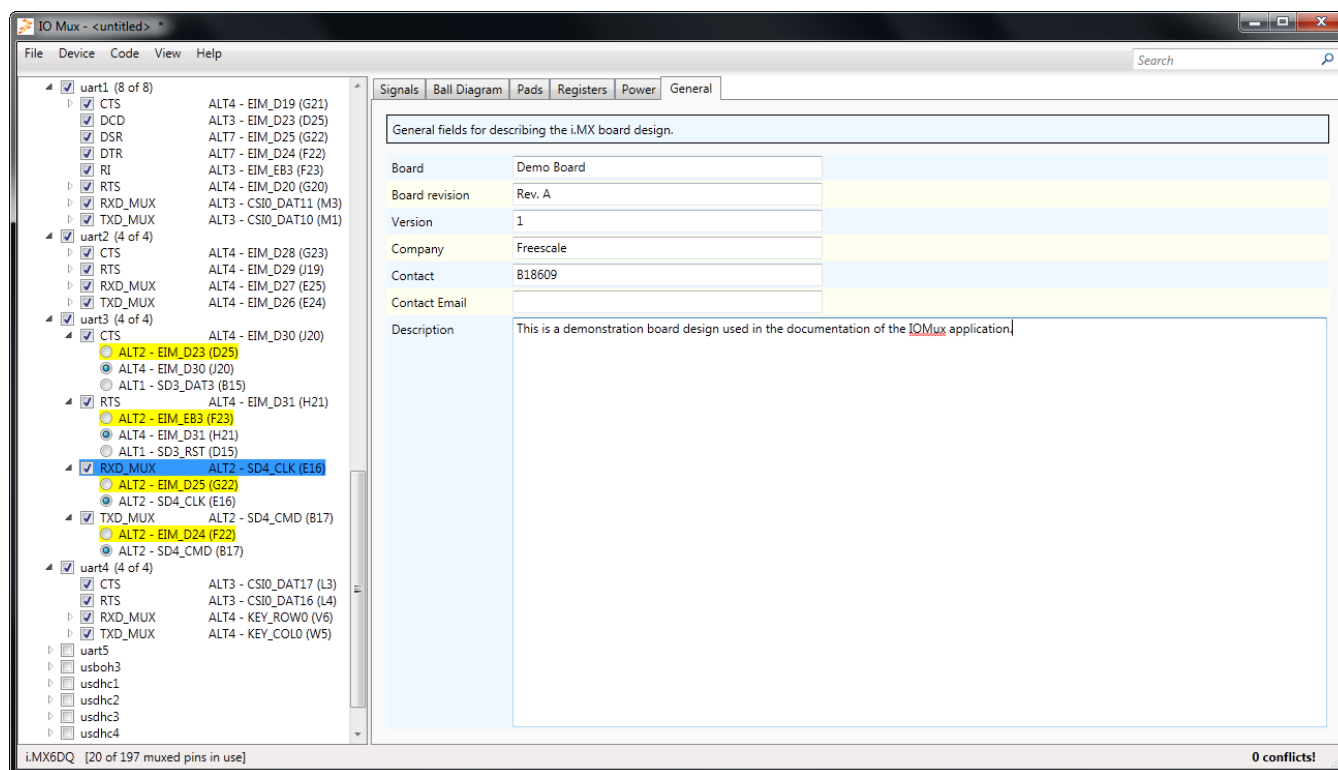 IO Mux - <untitled> *
File Device Code View Help
Search
uart1 (8 of 8)
CTS ALT4 - EIM_D19 (G21)
DCD ALT3 - EIM_D23 (D25)
DSR ALT7 - EIM_D25 (G22)
DTR ALT7 - EIM_D24 (F22)
RI ALT3 - EIM_EB3 (F23)
RTS ALT4 - EIM_D20 (G20)
RXD_MUX ALT3 - CSI0_DAT11 (M3)
TXD_MUX ALT3 - CSI0_DAT10 (M1)
uart2 (4 of 4)
CTS ALT4 - EIM_D28 (G23)
RTS ALT4 - EIM_D29 (J19)
RXD_MUX ALT4 - EIM_D27 (E25)
TXD_MUX ALT4 - EIM_D26 (E24)
uart3 (4 of 4)
CTS ALT4 - EIM_D30 (J20)
ALT2 - EIM_D23 (D25)
ALT4 - EIM_D30 (J20)
ALT1 - SD3_DAT3 (B15)
RTS ALT4 - EIM_D31 (H21)
ALT2 - EIM_EB3 (F23)
ALT4 - EIM_D31 (H21)
ALT1 - SD3_RST (D15)
RXD_MUX ALT2 - SD4_CLK (E16)
ALT2 - EIM_D25 (G22)
ALT2 - SD4_CLK (E16)
TXD_MUX ALT2 - SD4_CMD (B17)
ALT2 - EIM_D24 (F22)
ALT2 - SD4_CMD (B17)
uart4 (4 of 4)
CTS ALT3 - CSI0_DAT17 (L3)
RTS ALT3 - CSI0_DAT16 (L4)
RXD_MUX ALT4 - KEY_ROW0 (V6)
TXD_MUX ALT4 - KEY_COL0 (W5)
uart5
usboh3
usdhc1
usdhc2
usdhc3
usdhc4
Signals Ball Diagram Pads Registers Power General
General fields for describing the i.MX board design.
Board Demo Board
Board revision Rev. A
Version 1
Company Freescale
Contact B18609
Contact Email
Description This is a demonstration board design used in the documentation of the IOMux application.
i.MX6DQ [20 of 197 muxed pins in use] 0 conflicts!